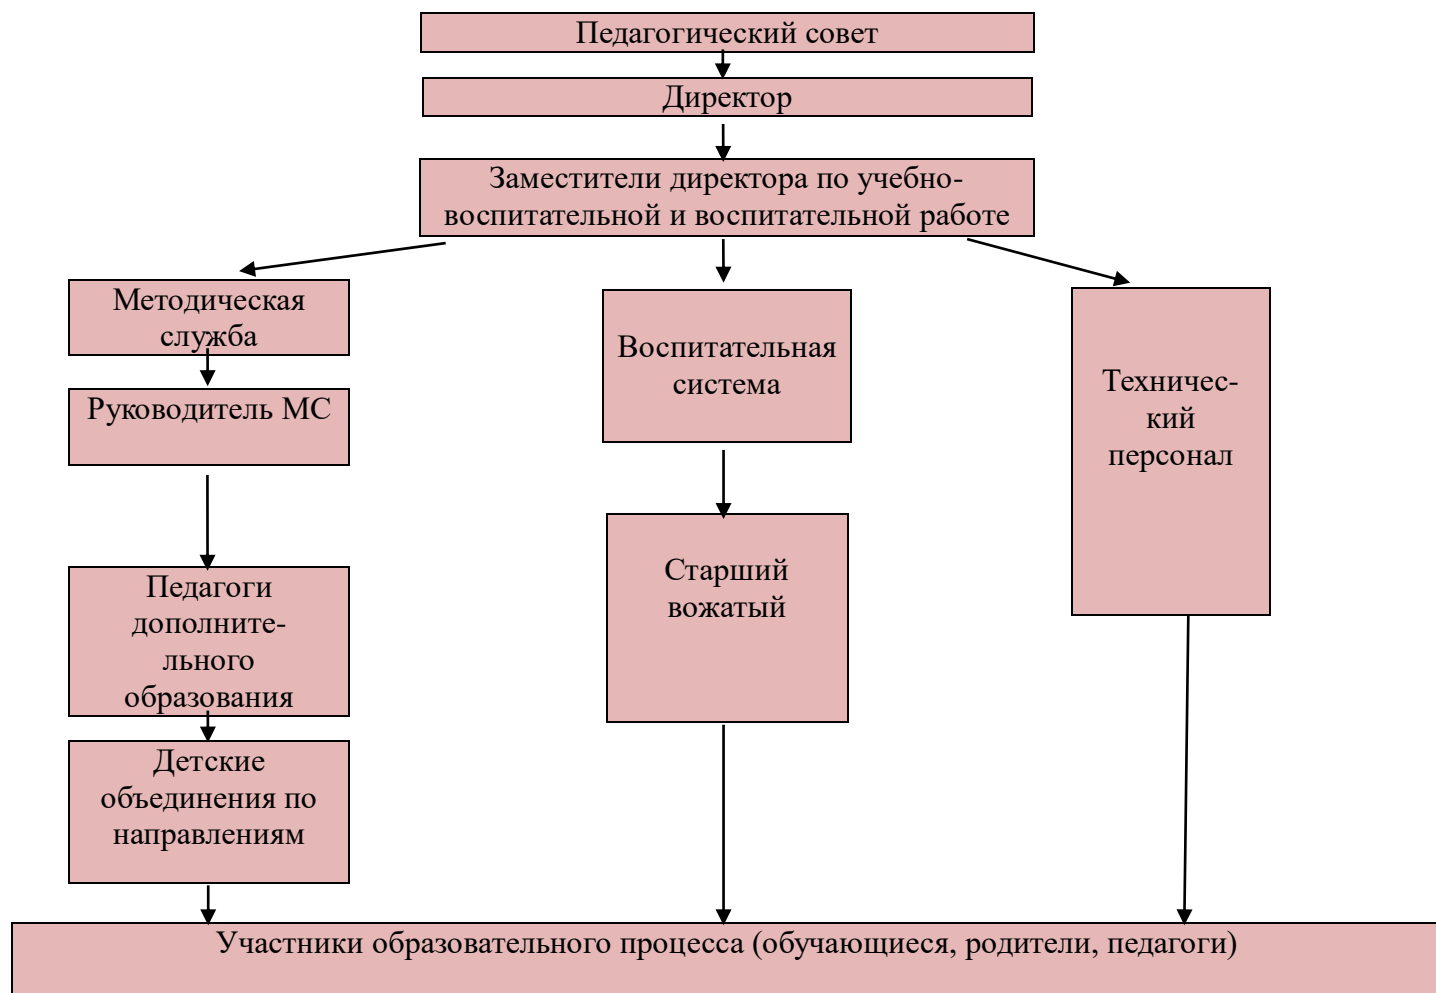 Педагогический совет
Директор
Заместители директора по учебно-
воспитательной и воспитательной работе
Методическая
служба
Руководитель МС
Педагоги
дополните-
льного
образования
Детские
объединения по
направлениям
Воспитательная
система
Старший
вожатый
Техничес-
кий
персонал
Участники образовательного процесса (обучающиеся, родители, педагоги)